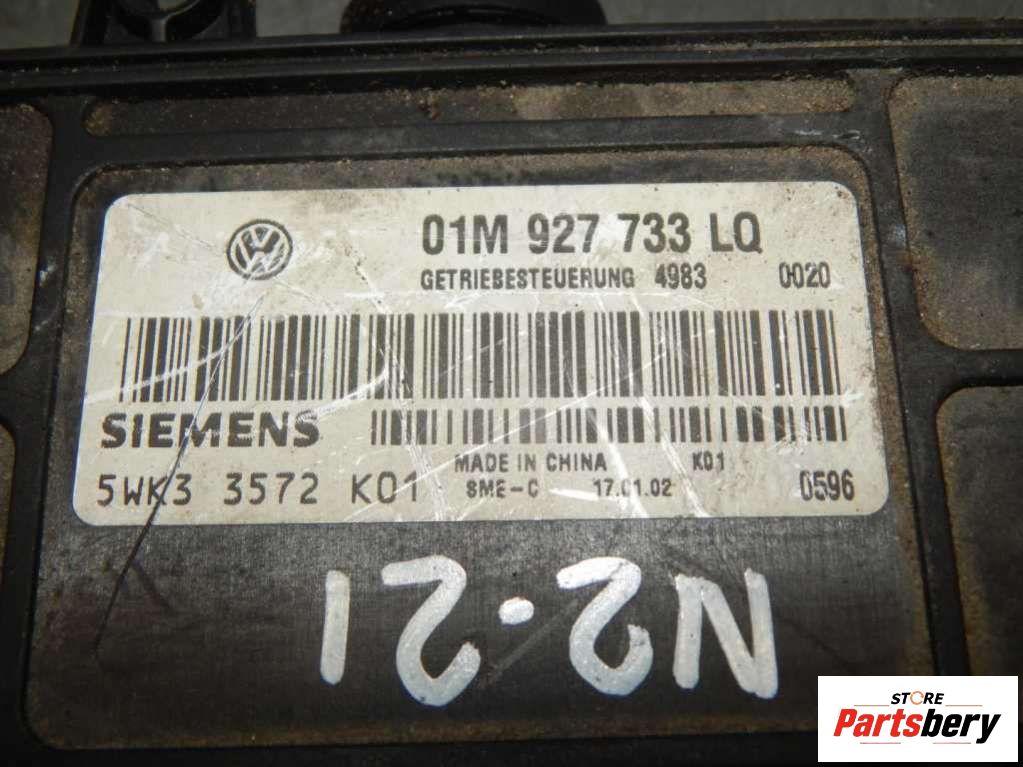 01M 927 733 LQ
GETRIEBESTEUERUNG 4983 0020
SIEMENS
MADE IN CHINA K01
5WK3 3572 K01 SME-C 17.01.02 0596
N2-21
STORE
Partsbery